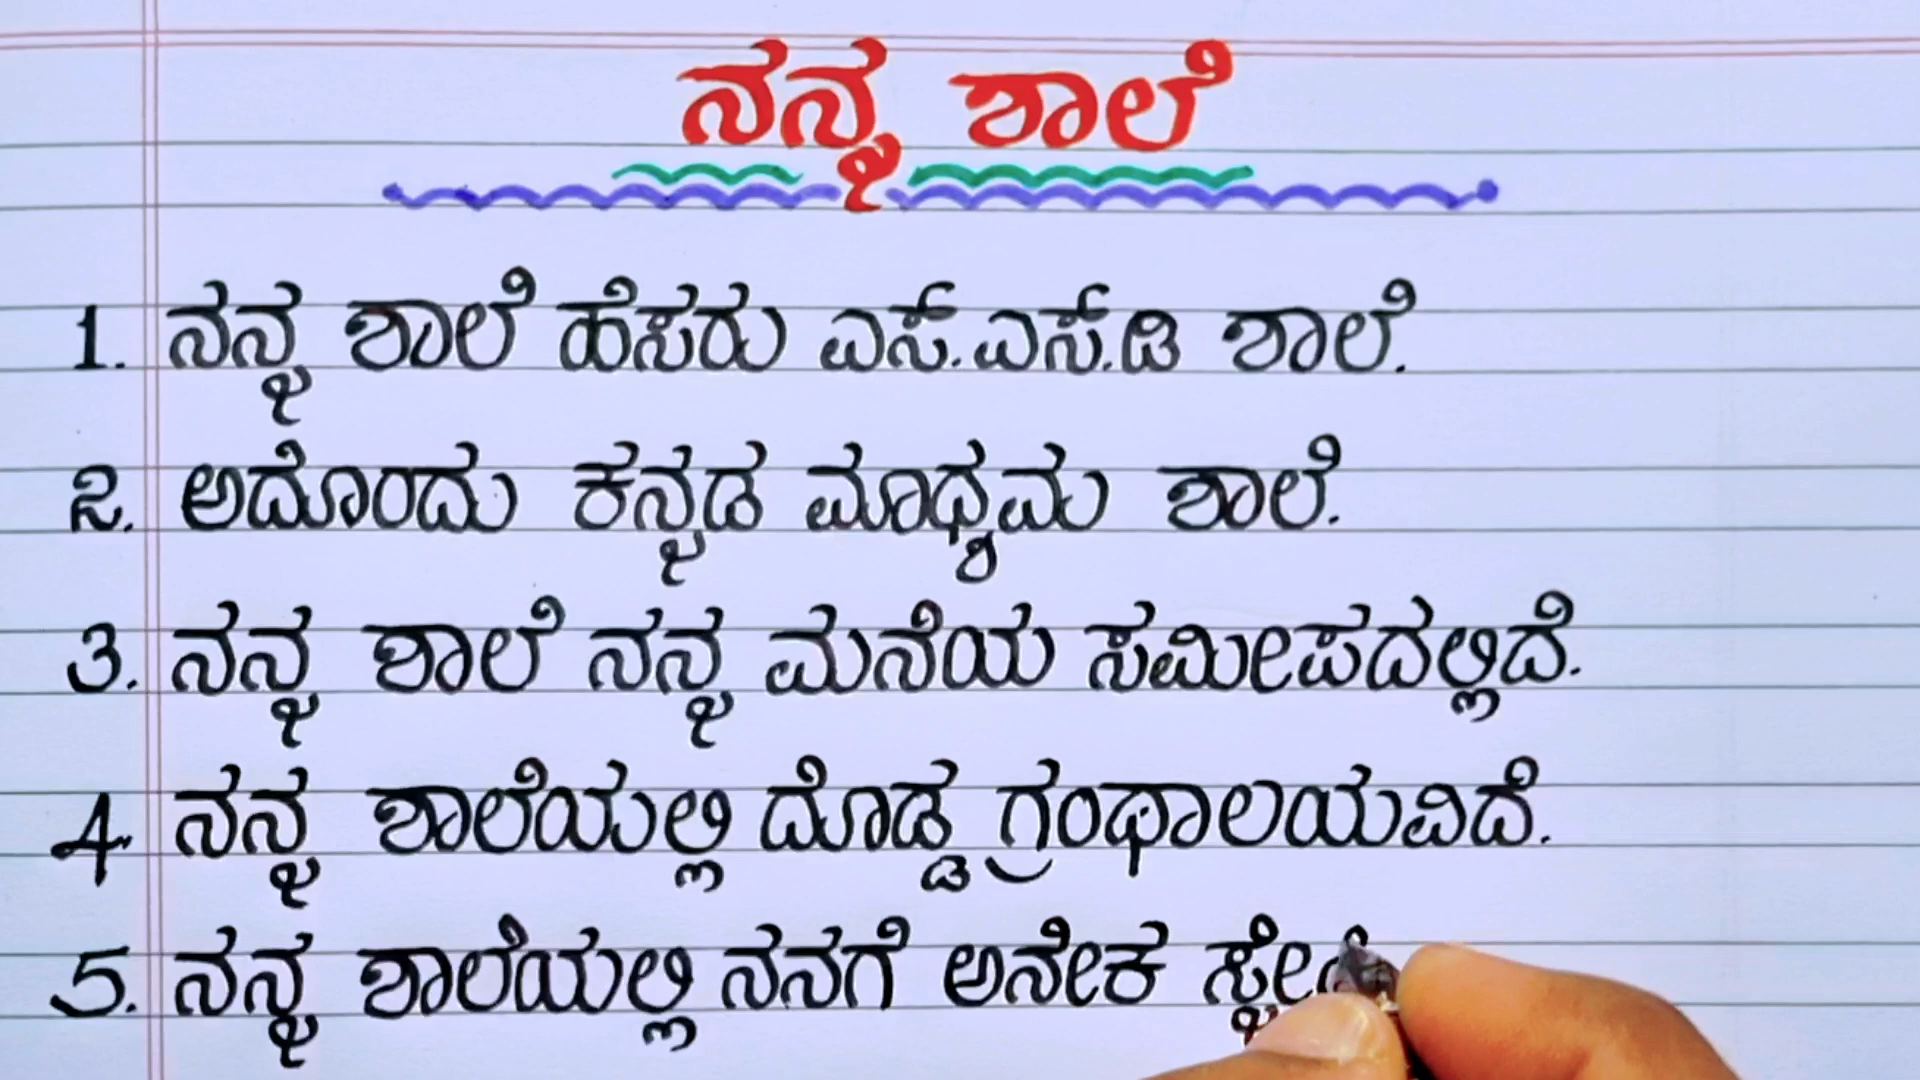 ನನ್ನ ಶಾಲೆ
1. ನನ್ನ ಶಾಲೆ ಹೆಸರು ಎಸ್.ಎಸ್.ಡಿ ಶಾಲೆ.
2. ಅದೊಂದು ಕನ್ನಡ ಮಾಧ್ಯಮ ಶಾಲೆ.
3. ನನ್ನ ಶಾಲೆ ನನ್ನ ಮನೆಯ ಸಮೀಪದಲ್ಲಿದೆ.
4. ನನ್ನ ಶಾಲೆಯಲ್ಲಿ ದೊಡ್ಡ ಗ್ರಂಥಾಲಯವಿದೆ.
5. ನನ್ನ ಶಾಲೆಯಲ್ಲಿ ನನಗೆ ಅನೇಕ